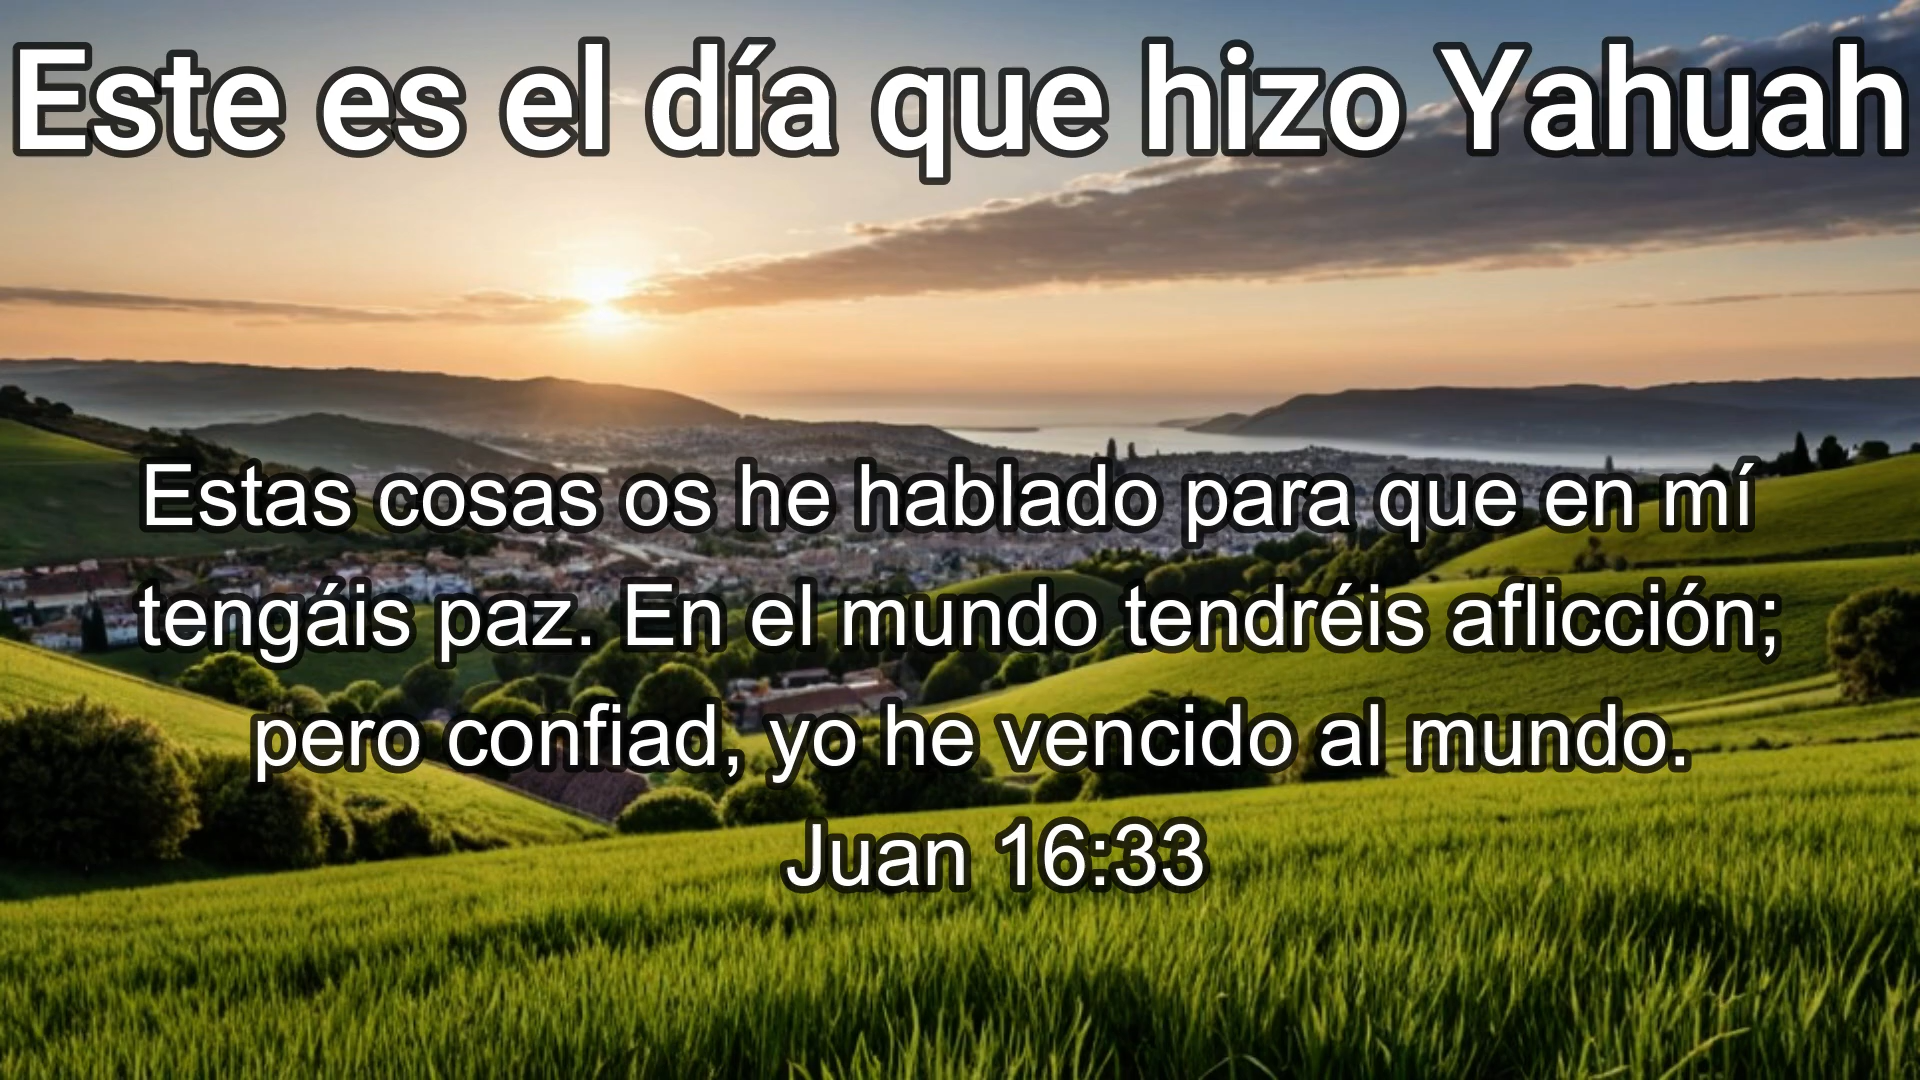 Este es el día que hizo Yahuah
Estas cosas os he hablado para que en mí
tengáis paz. En el mundo tendréis aflicción;
pero confiad, yo he vencido al mundo.
Juan 16:33